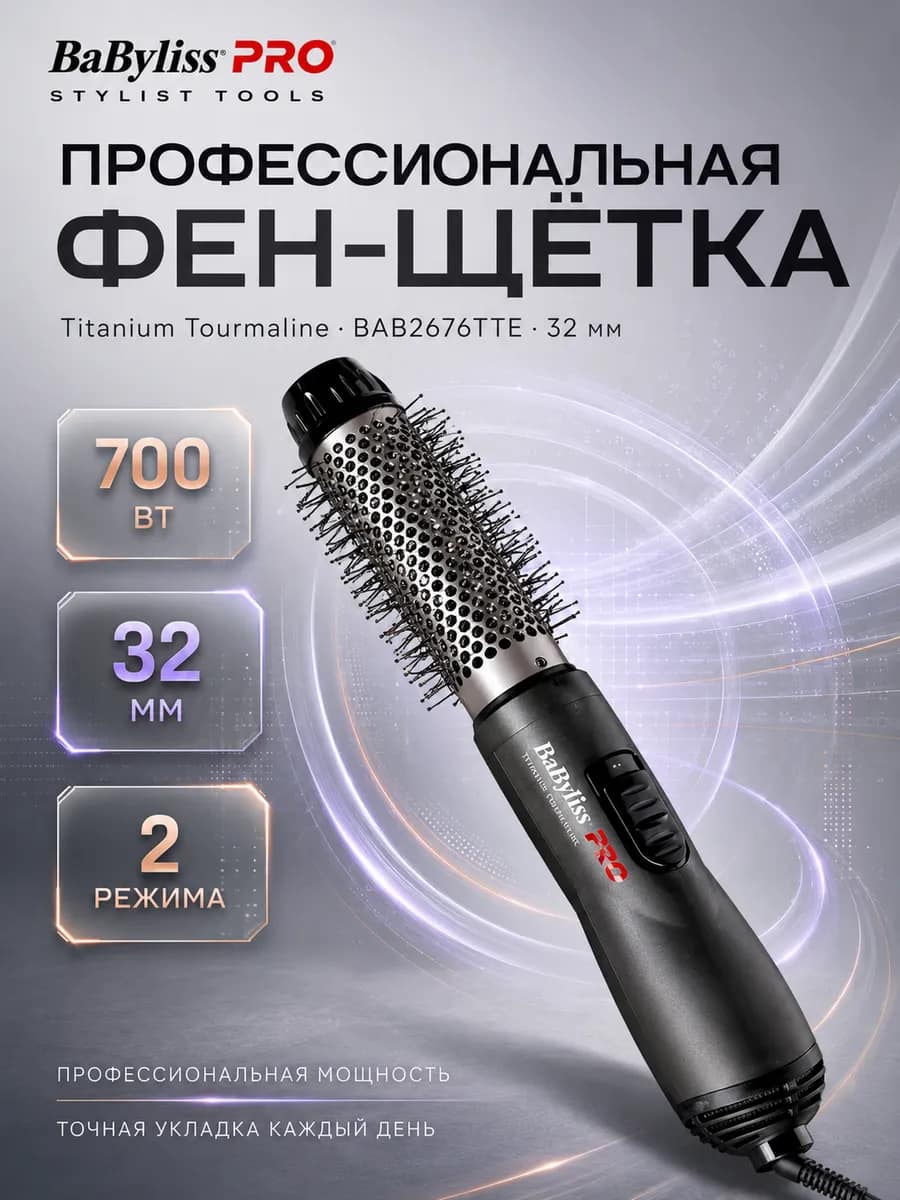 BaByliss PRO
STYLIST TOOLS
ПРОФЕССИОНАЛЬНАЯ
ФЕН-ЩЁТКА
Titanium Tourmaline · BAB2676TTE · 32 мм
700
ВТ
32
ММ
2
РЕЖИМА
BaByliss PRO
ПРОФЕССИОНАЛЬНАЯ МОЩНОСТЬ
ТОЧНАЯ УКЛАДКА КАЖДЫЙ ДЕНЬ